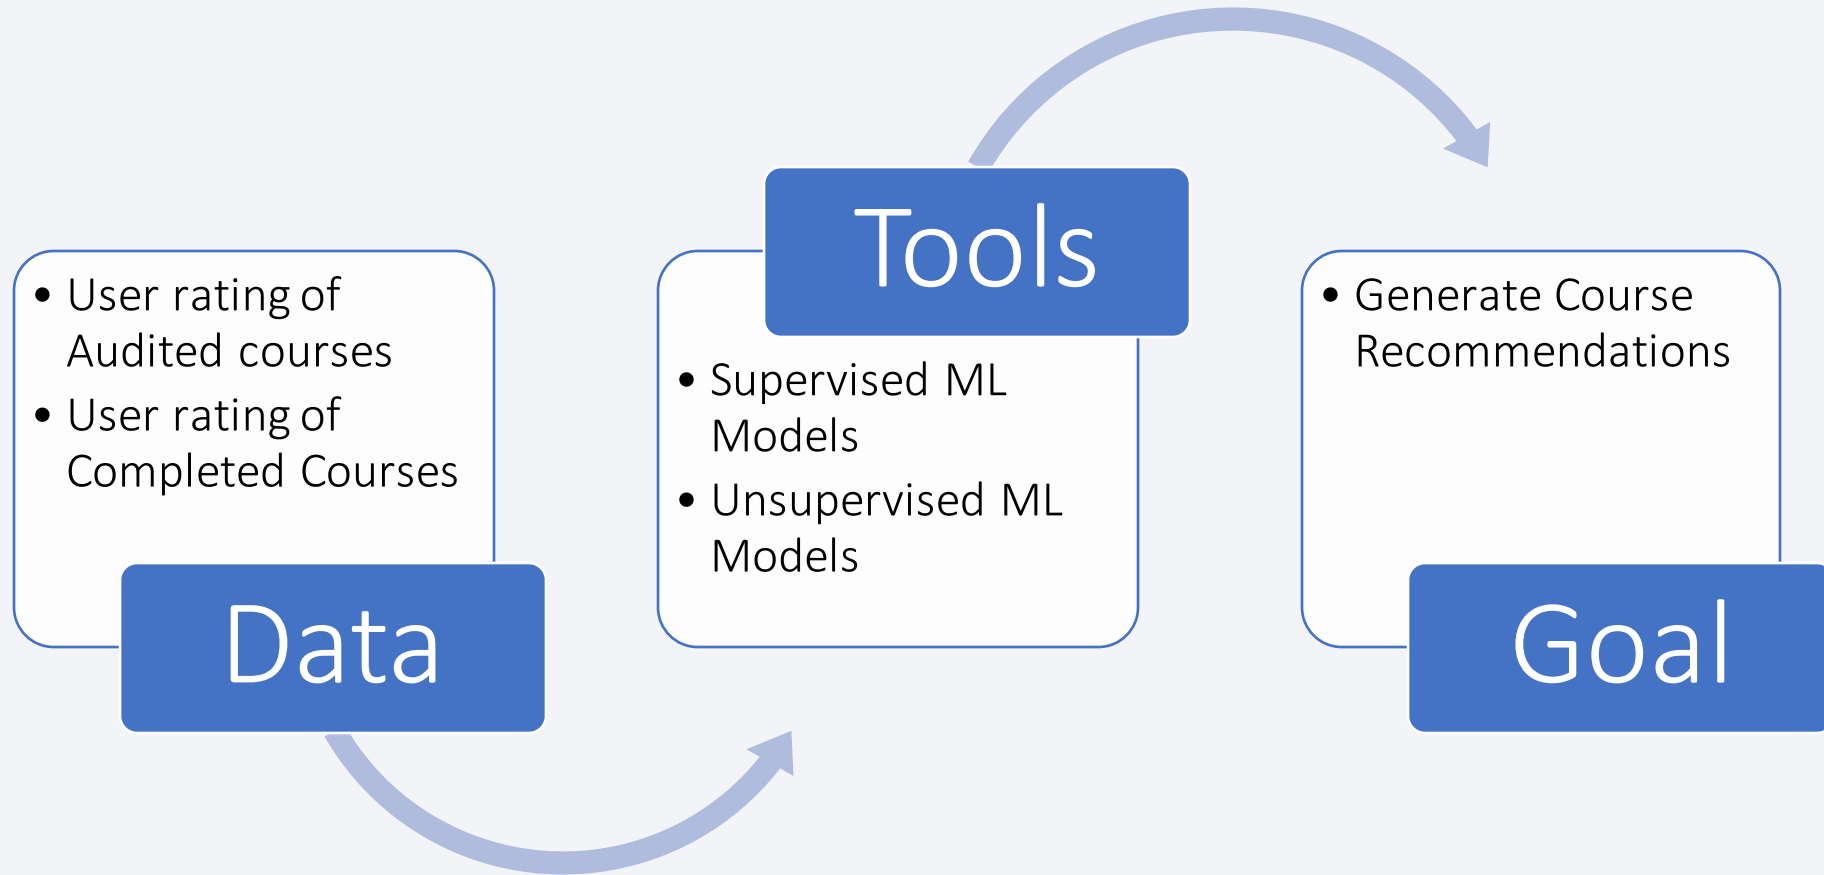 • User rating of
Audited courses
• User rating of
Completed Courses
Data
Tools
• Supervised ML
Models
• Unsupervised ML
Models
• Generate Course
Recommendations
Goal